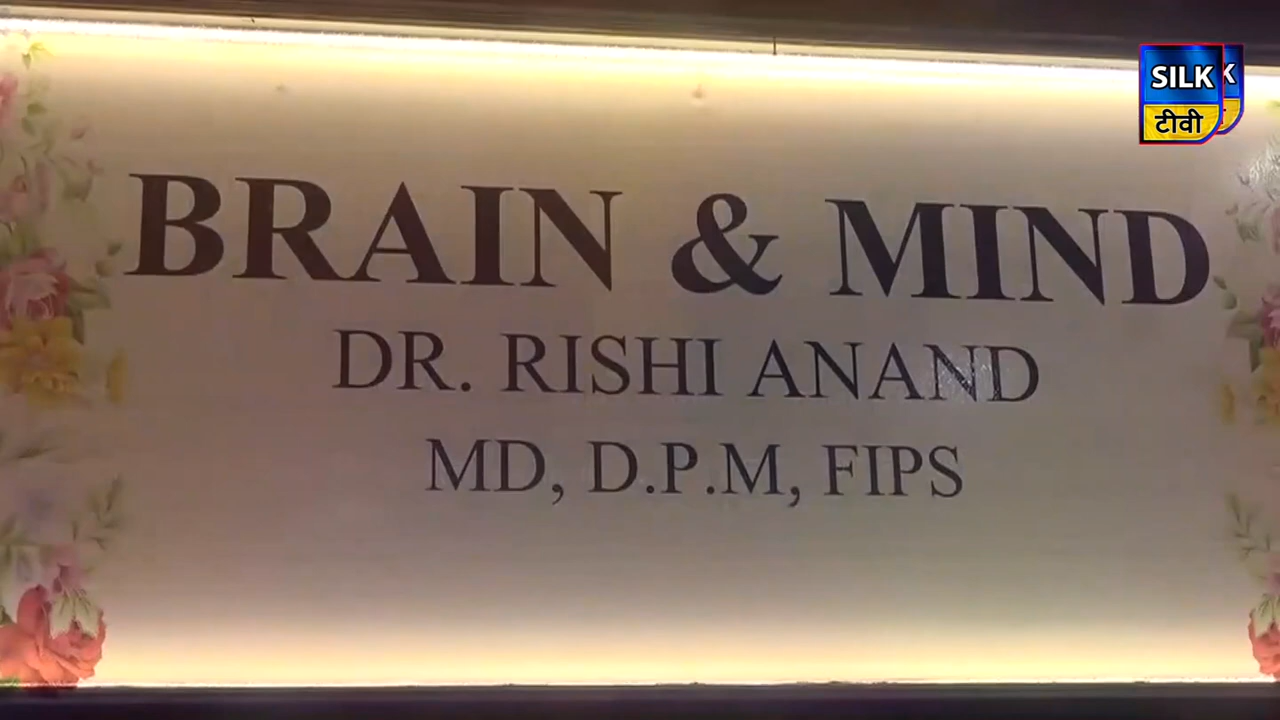 SILK
टीवी
BRAIN & MIND
DR. RISHI ANAND
MD, D.P.M, FIPS